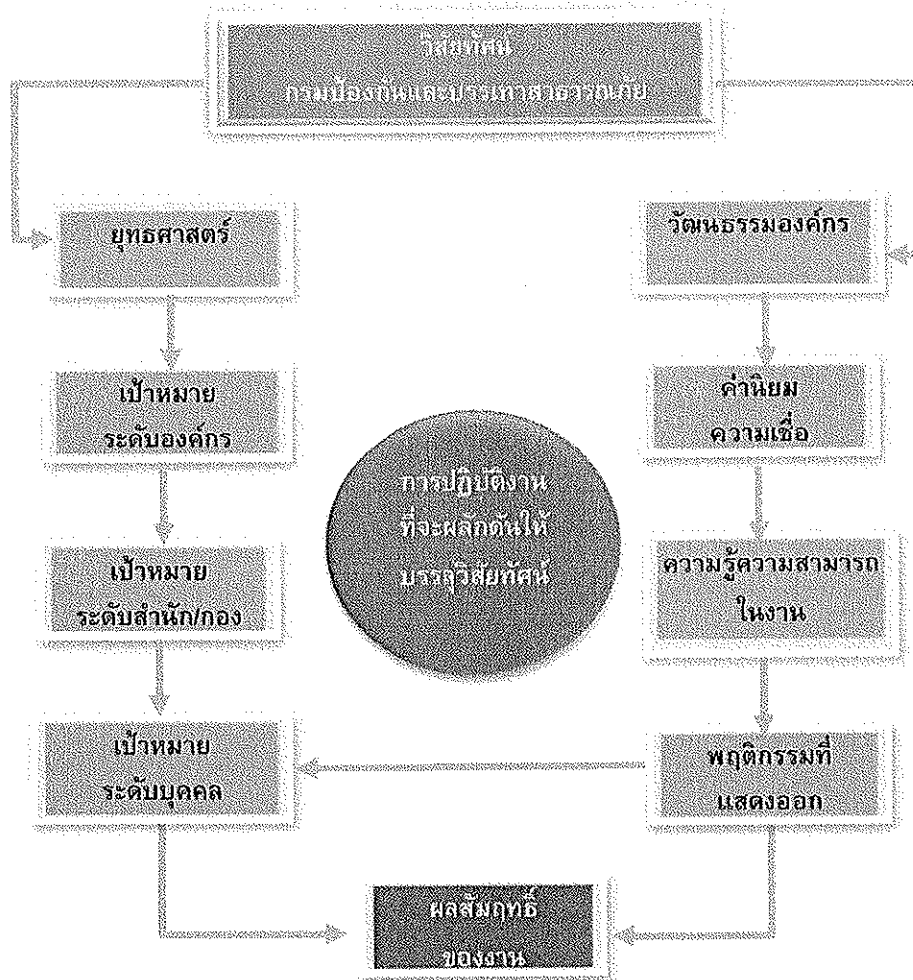 วิสัยทัศน์
กรมป้องกันและบรรเทาสาธารณภัย
ยุทธศาสตร์
วัฒนธรรมองค์กร
เป้าหมาย
ระดับองค์กร
ค่านิยม
ความเชื่อ
การปฏิบัติงาน
ที่จะผลักดันให้
บรรลุวิสัยทัศน์
เป้าหมาย
ระดับสำนัก/กอง
ความรู้ความสามารถ
ในงาน
เป้าหมาย
ระดับบุคคล
พฤติกรรมที่
แสดงออก
ผลสัมฤทธิ์
ของงาน